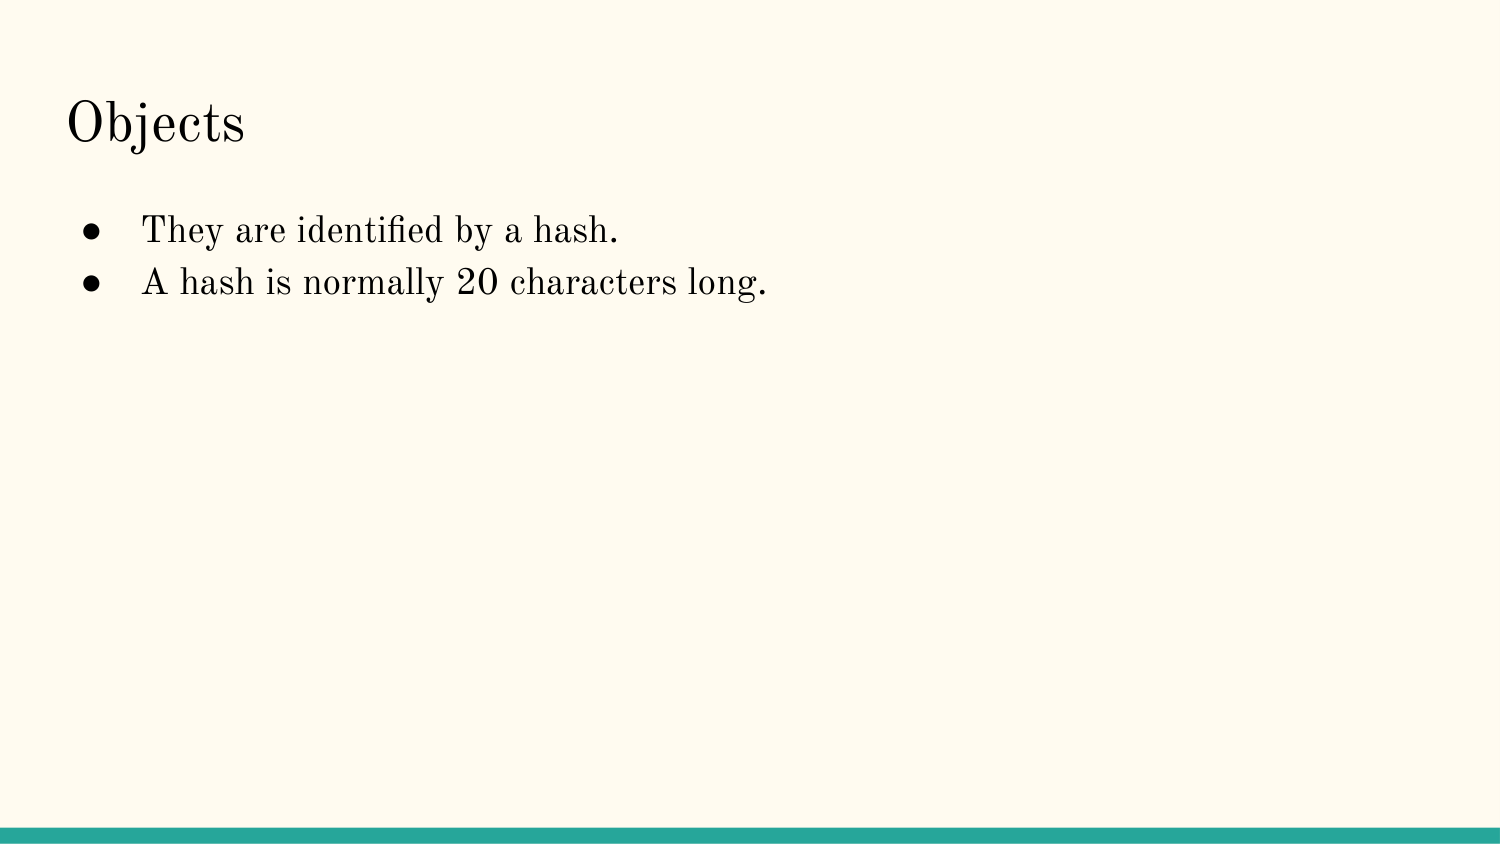 Objects
● They are identified by a hash.
● A hash is normally 20 characters long.